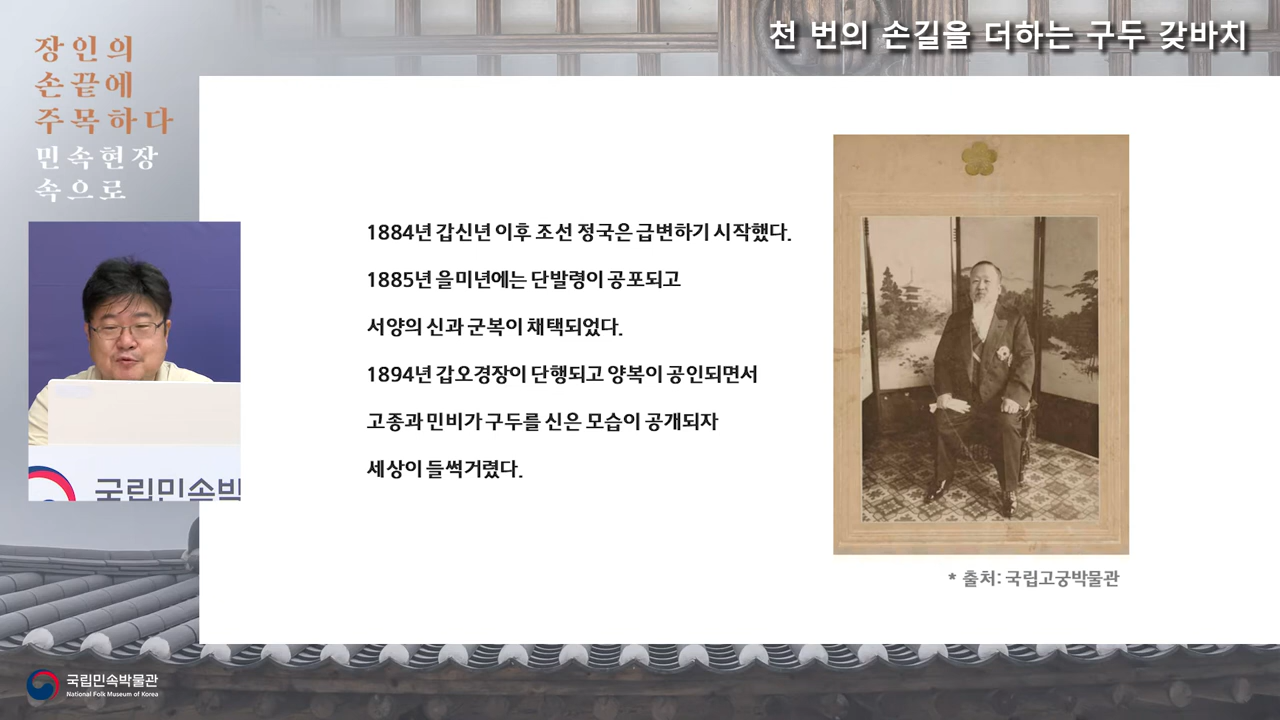 천 번의 손길을 더하는 구두 갖바치
장인의
손끝에
주목하다
민속현장
속으로
1884년 갑신년 이후 조선 정국은 급변하기 시작했다.
1885년 을미년에는 단발령이 공포되고
서양의 신과 군복이 채택되었다.
1894년 갑오경장이 단행되고 양복이 공인되면서
고종과 민비가 구두를 신은 모습이 공개되자
세상이 들썩거렸다.
* 출처: 국립고궁박물관
국립민속박
국립민속박물관
National Folk Museum of Korea